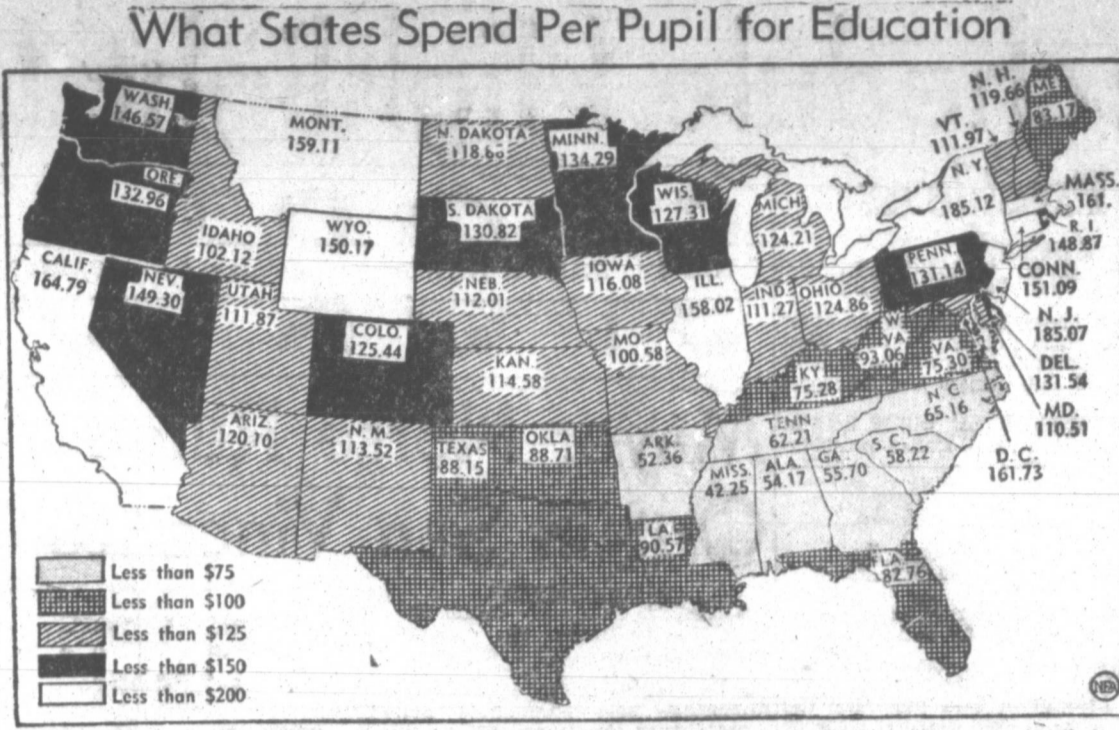 What States Spend Per Pupil for Education
WASH.
146.57
ORE.
132.96
CALIF.
164.79
NEV.
149.30
IDAHO
102.12
MONT.
159.11
WYO.
150.17
UTAH
111.87
COLO.
125.44
ARIZ.
120.10
N. M.
113.52
N. DAKOTA
118.68
S. DAKOTA
130.82
NEB.
112.01
KAN.
114.58
OKLA.
88.71
TEXAS
88.15
MINN.
134.29
IOWA
116.08
MO.
100.58
ARK.
52.36
LA.
90.57
WIS.
127.31
ILL.
158.02
MICH.
124.21
IND.
111.27
OHIO
124.86
KY
75.28
TENN.
62.21
MISS.
42.25
ALA.
54.17
GA.
55.70
FLA.
82.76
S. C.
58.22
N. C.
65.16
VA.
75.30
W.
VA.
93.06
PENN.
131.14
N. Y.
185.12
VT.
111.97
N. H.
119.66
ME.
83.17
MASS.
161.
R. I.
148.87
CONN.
151.09
N. J.
185.07
DEL.
131.54
MD.
110.51
D. C.
161.73
Less than $75
Less than $100
Less than $125
Less than $150
Less than $200
NEA